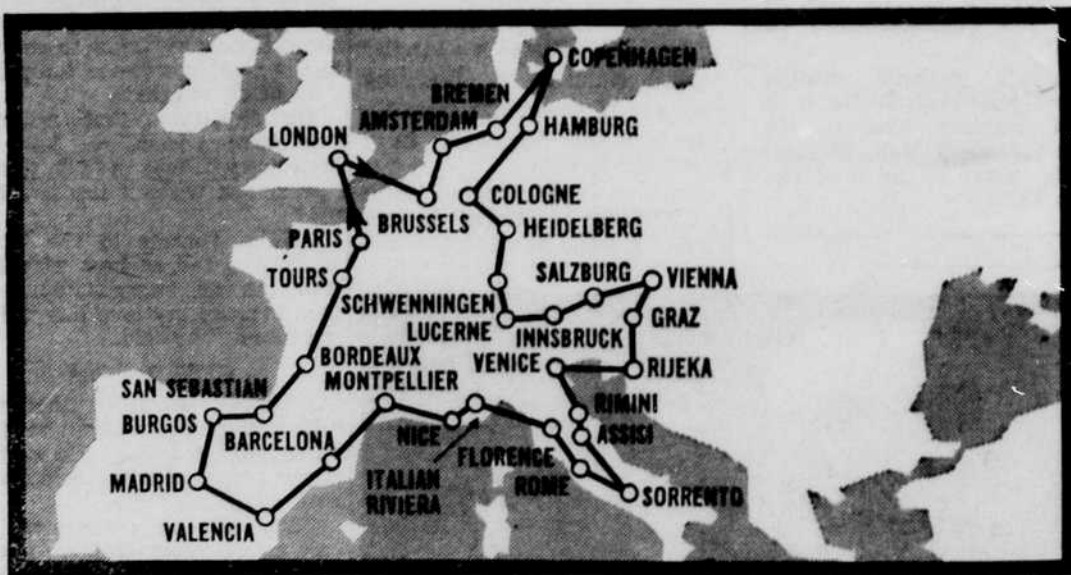 COPENHAGEN
BREMEN
AMSTERDAM
HAMBURG
LONDON
COLOGNE
BRUSSELS
HEIDELBERG
PARIS
TOURS
SALZBURG
VIENNA
SCHWENNINGEN
LUCERNE
INNSBRUCK
GRAZ
VENICE
RIJEKA
BORDEAUX
MONTPELLIER
SAN SEBASTIAN
BURGOS
RIMINI
ASSISI
BARCELONA
NICE
FLORENCE
ROME
ITALIAN
RIVIERA
MADRID
SORRENTO
VALENCIA